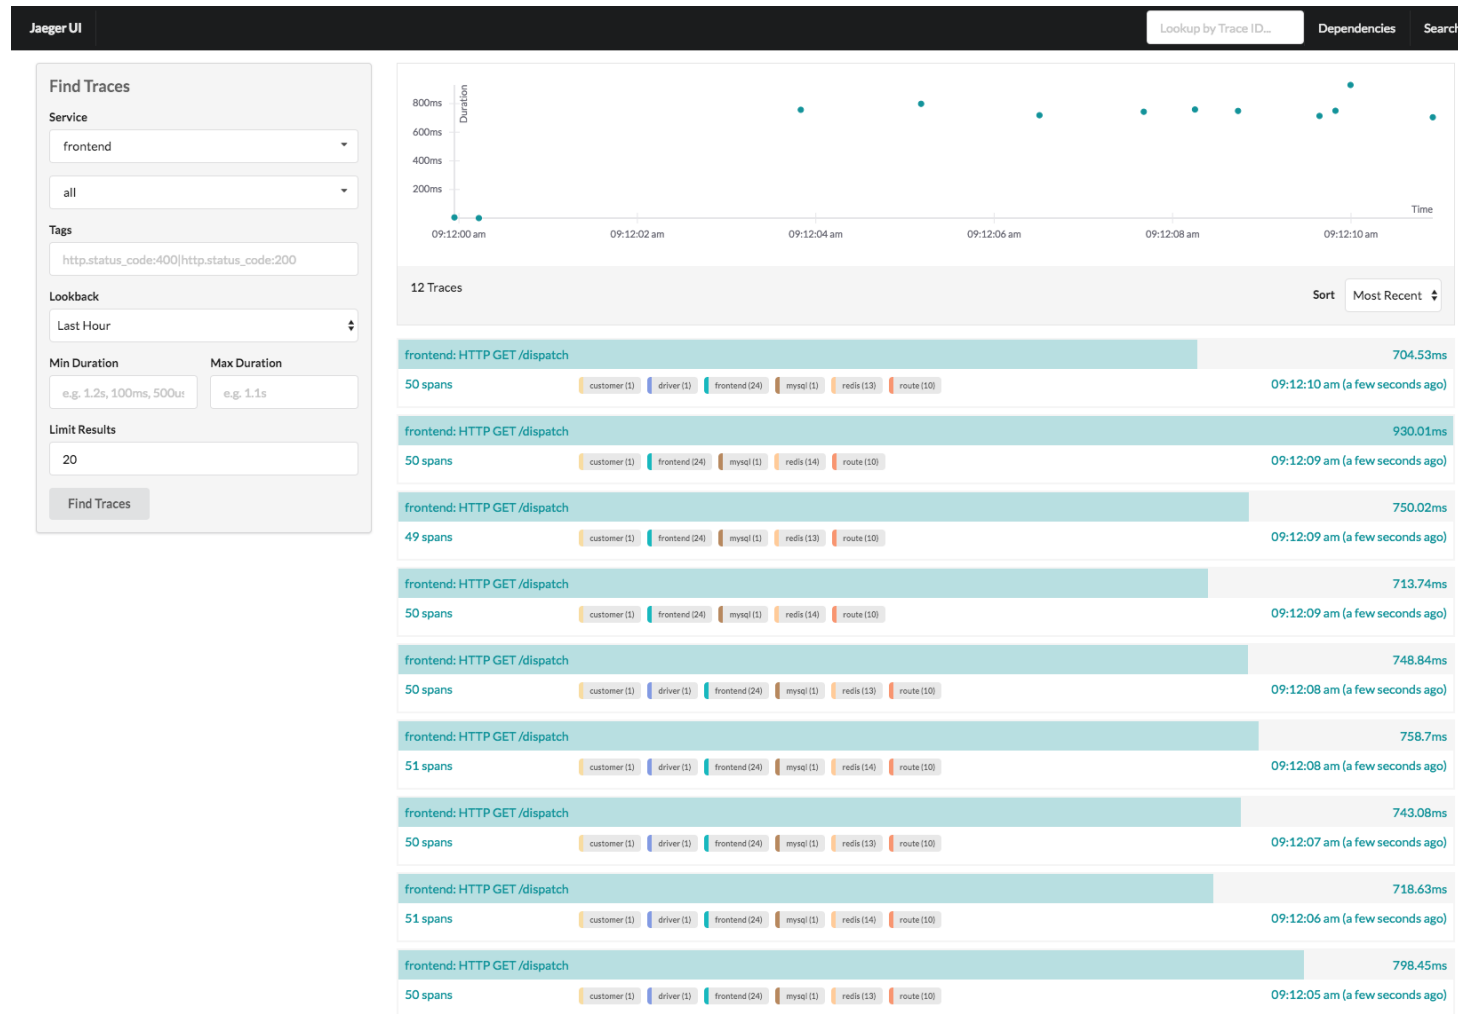 Jaeger UI
Lookup by Trace ID...
Dependencies
Search
Find Traces
Service
frontend
all
Tags
http.status_code:400|http.status_code:200
Lookback
Last Hour
Min Duration Max Duration
e.g. 1.2s, 100ms, 500us e.g. 1.1s
Limit Results
20
Find Traces
Duration
800ms
600ms
400ms
200ms
Time
09:12:00 am 09:12:02 am 09:12:04 am 09:12:06 am 09:12:08 am 09:12:10 am
12 Traces
Sort Most Recent
frontend: HTTP GET /dispatch 704.53ms
50 spans customer (1) driver (1) frontend (24) mysql (1) redis (13) route (10) 09:12:10 am (a few seconds ago)
frontend: HTTP GET /dispatch 930.01ms
50 spans customer (1) frontend (24) mysql (1) redis (14) route (10) 09:12:09 am (a few seconds ago)
frontend: HTTP GET /dispatch 750.02ms
49 spans customer (1) frontend (24) mysql (1) redis (13) route (10) 09:12:09 am (a few seconds ago)
frontend: HTTP GET /dispatch 713.74ms
50 spans customer (1) frontend (24) mysql (1) redis (14) route (10) 09:12:09 am (a few seconds ago)
frontend: HTTP GET /dispatch 748.84ms
50 spans customer (1) driver (1) frontend (24) mysql (1) redis (13) route (10) 09:12:08 am (a few seconds ago)
frontend: HTTP GET /dispatch 758.7ms
51 spans customer (1) driver (1) frontend (24) mysql (1) redis (14) route (10) 09:12:08 am (a few seconds ago)
frontend: HTTP GET /dispatch 743.08ms
50 spans customer (1) driver (1) frontend (24) mysql (1) redis (13) route (10) 09:12:07 am (a few seconds ago)
frontend: HTTP GET /dispatch 718.63ms
51 spans customer (1) driver (1) frontend (24) mysql (1) redis (14) route (10) 09:12:06 am (a few seconds ago)
frontend: HTTP GET /dispatch 798.45ms
50 spans customer (1) driver (1) frontend (24) mysql (1) redis (13) route (10) 09:12:05 am (a few seconds ago)